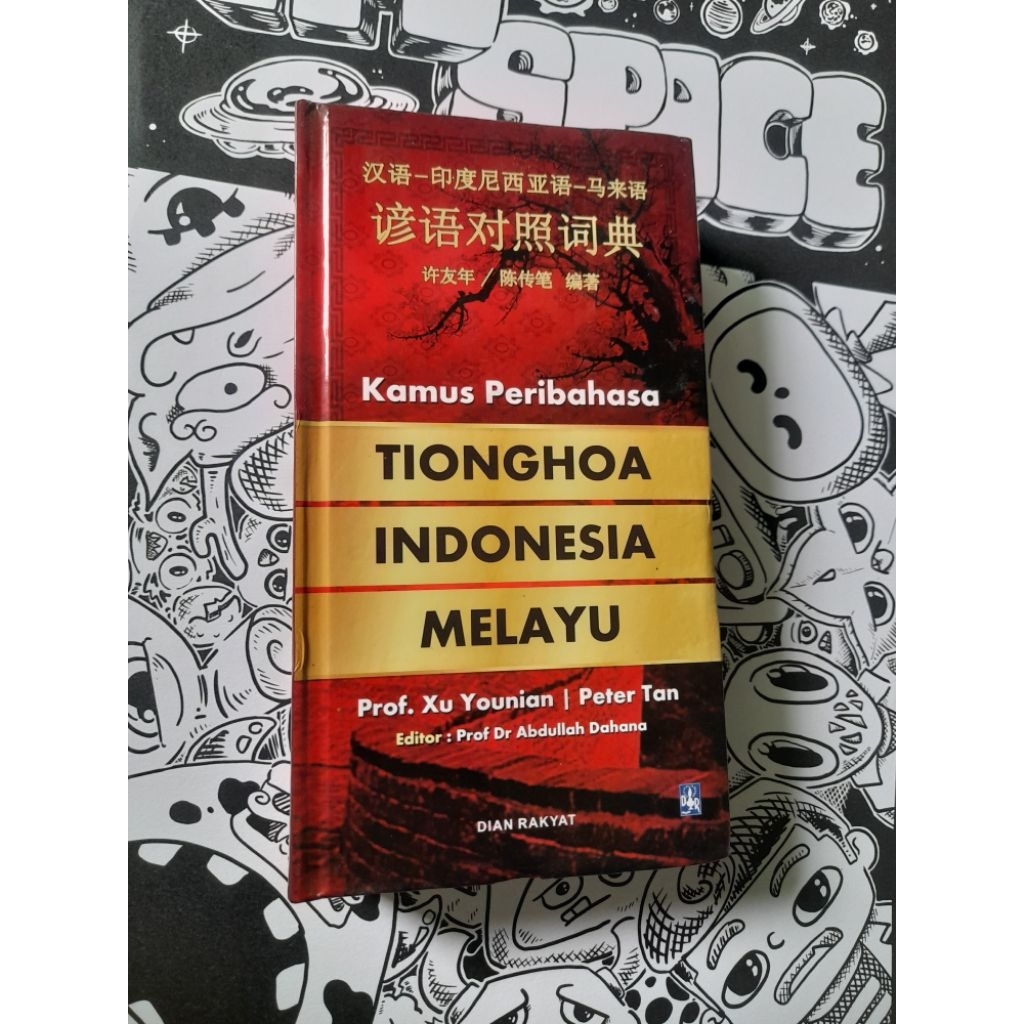 SPACE
汉语-印度尼西亚语-马来语
谚语对照词典
许友年 / 陈传笔 编著
Kamus Peribahasa
TIONGHOA
INDONESIA
MELAYU
Prof. Xu Younian | Peter Tan
Editor : Prof Dr Abdullah Dahana
DR
DIAN RAKYAT